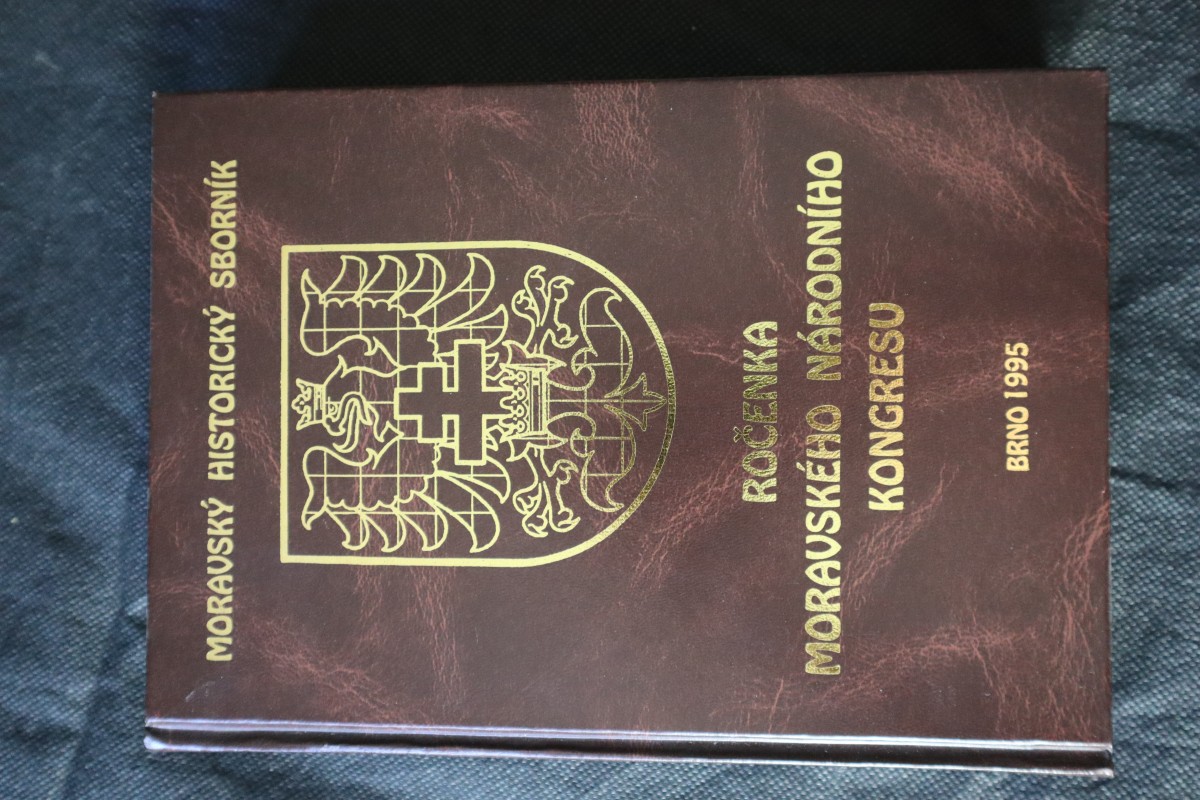 MORAVSKÝ HISTORICKÝ SBORNÍK
ROČENKA
MORAVSKÉHO NÁRODNÍHO
KONGRESU
BRNO 1995